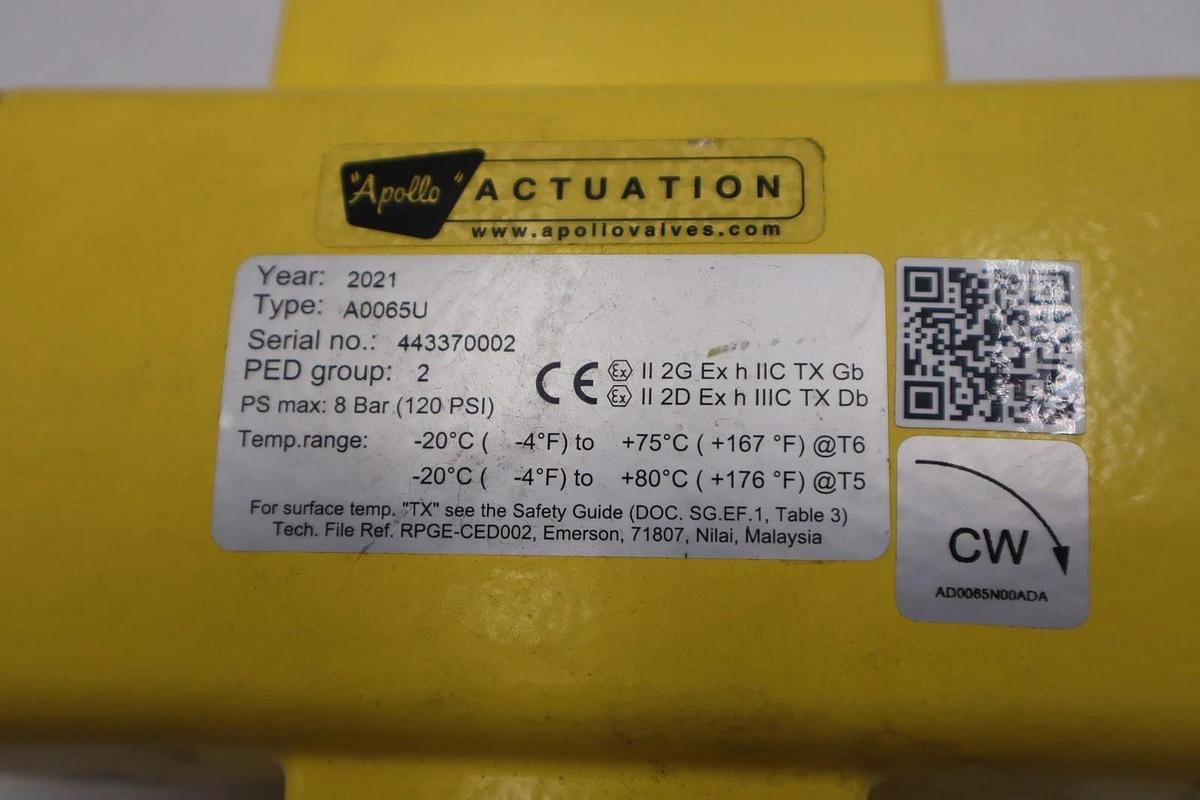 "Apollo" ACTUATION
www.apollovalves.com
Year: 2021
Type: A0065U
Serial no.: 443370002
PED group: 2
PS max: 8 Bar (120 PSI)
CE Ex II 2G Ex h IIC TX Gb
Ex II 2D Ex h IIIC TX Db
Temp.range: -20°C ( -4°F) to +75°C ( +167 °F) @T6
-20°C ( -4°F) to +80°C ( +176 °F) @T5
For surface temp. "TX" see the Safety Guide (DOC. SG.EF.1, Table 3)
Tech. File Ref. RPGE-CED002, Emerson, 71807, Nilai, Malaysia
CW
AD0065N00ADA